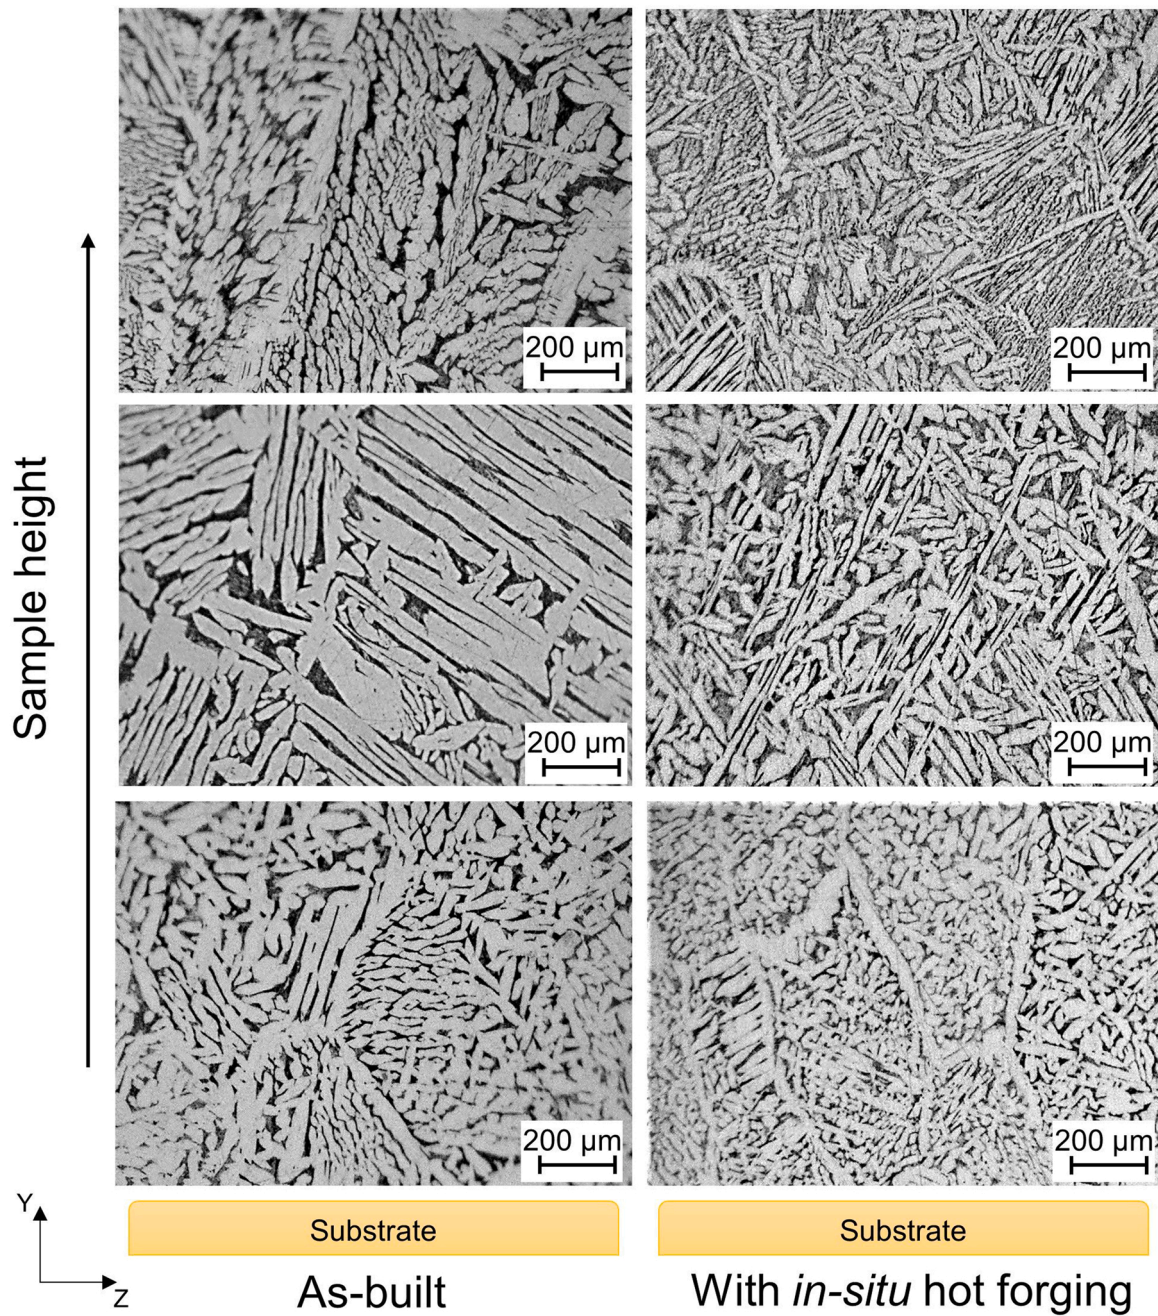 Sample height
200 µm
200 µm
200 µm
200 µm
200 µm
200 µm
Y
Z
Substrate
Substrate
As-built
With in-situ hot forging